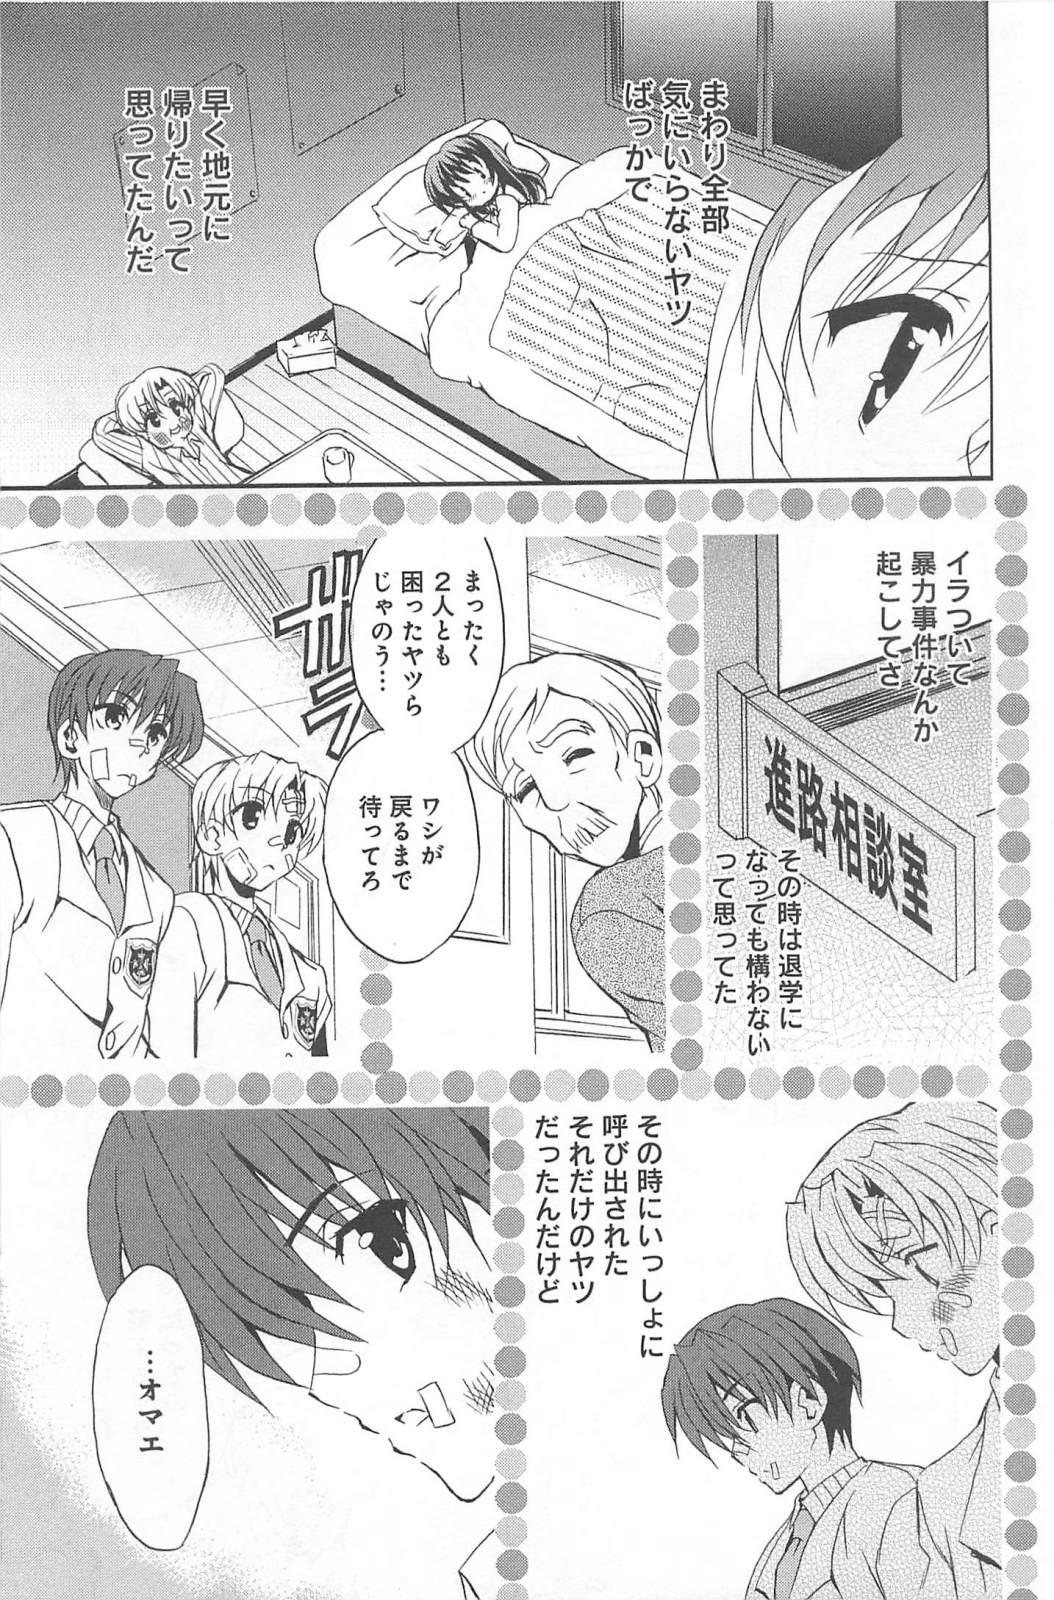 まわり全部
気にいらないヤツ
ばっかで
早く地元に
帰りたいって
思ってたんだ
イラついて
暴力事件なんか
起こしてさ
進路相談室
その時は退学に
なっても構わない
って思ってた
まったく
2人とも
困ったヤツら
じゃのう…
ワシが
戻るまで
待ってろ
ガラ
その時にいっしょに
呼び出された
それだけのヤツ
だったんだけど
…オマエ